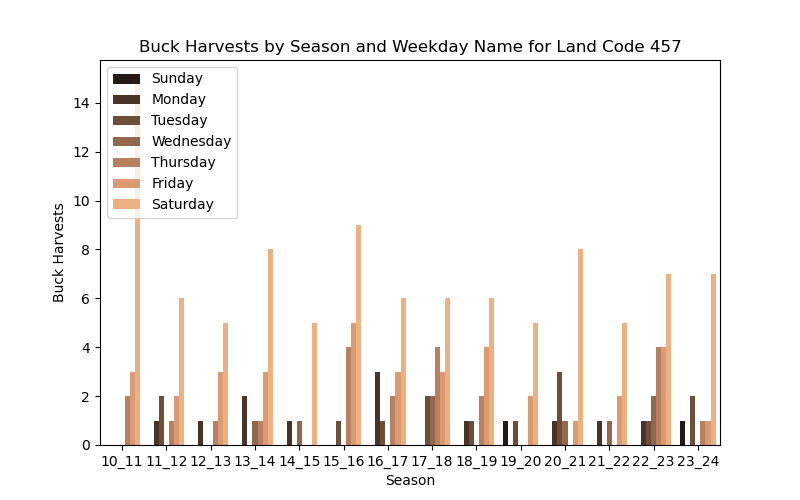 Buck Harvests by Season and Weekday Name for Land Code 457
Sunday
Monday
Tuesday
Wednesday
Thursday
Friday
Saturday
Buck Harvests
14
12
10
8
6
4
2
0
10_11 11_12 12_13 13_14 14_15 15_16 16_17 17_18 18_19 19_20 20_21 21_22 22_23 23_24
Season